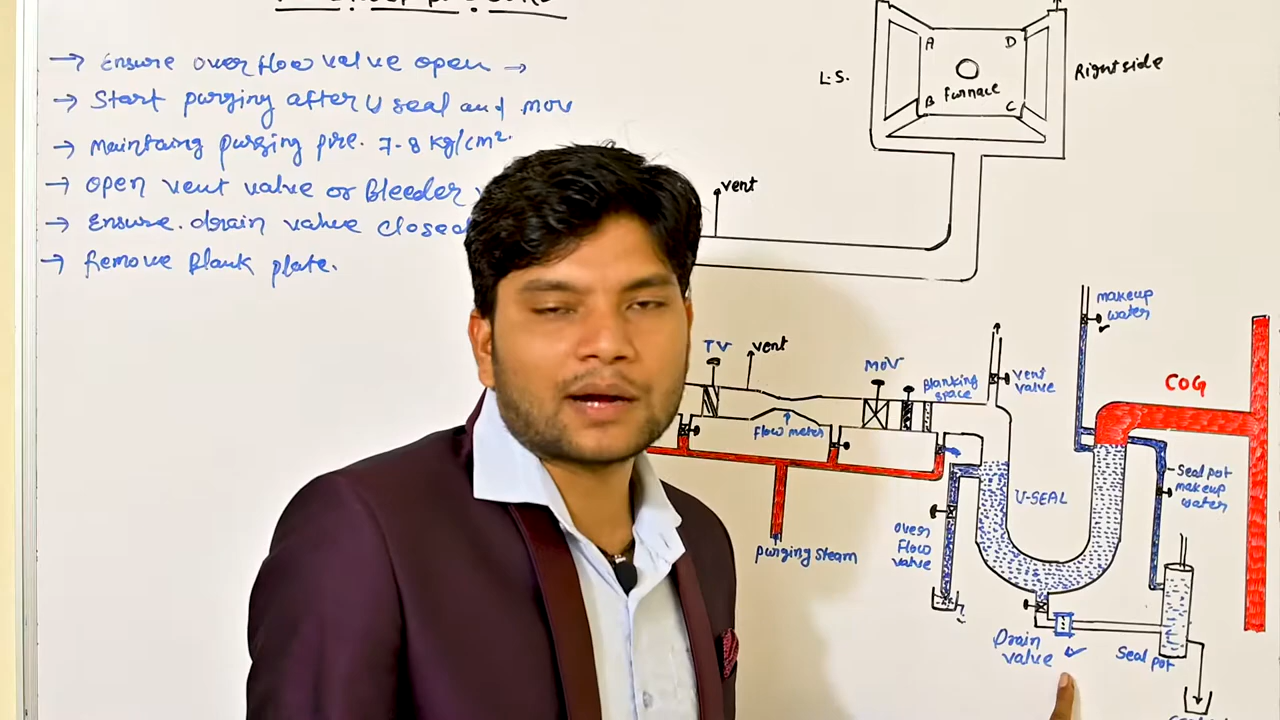 → Ensure overflow valve open →
→ Start purging after U seal and mov
→ Maintaing purging pre. 7-8 kg/cm².
→ Open vent valve or Bleeder
→ Ensure. drain valve closed
→ Remove Blank plate.
A D
L.S.
Right side
Furnace
B C
vent
makeup
water
TV
vent
MOV
Blanking
space
vent
valve
COG
flow meter
U-SEAL
Seal pot
makeup
water
over
flow
valve
purging steam
Drain
valve
Seal pot